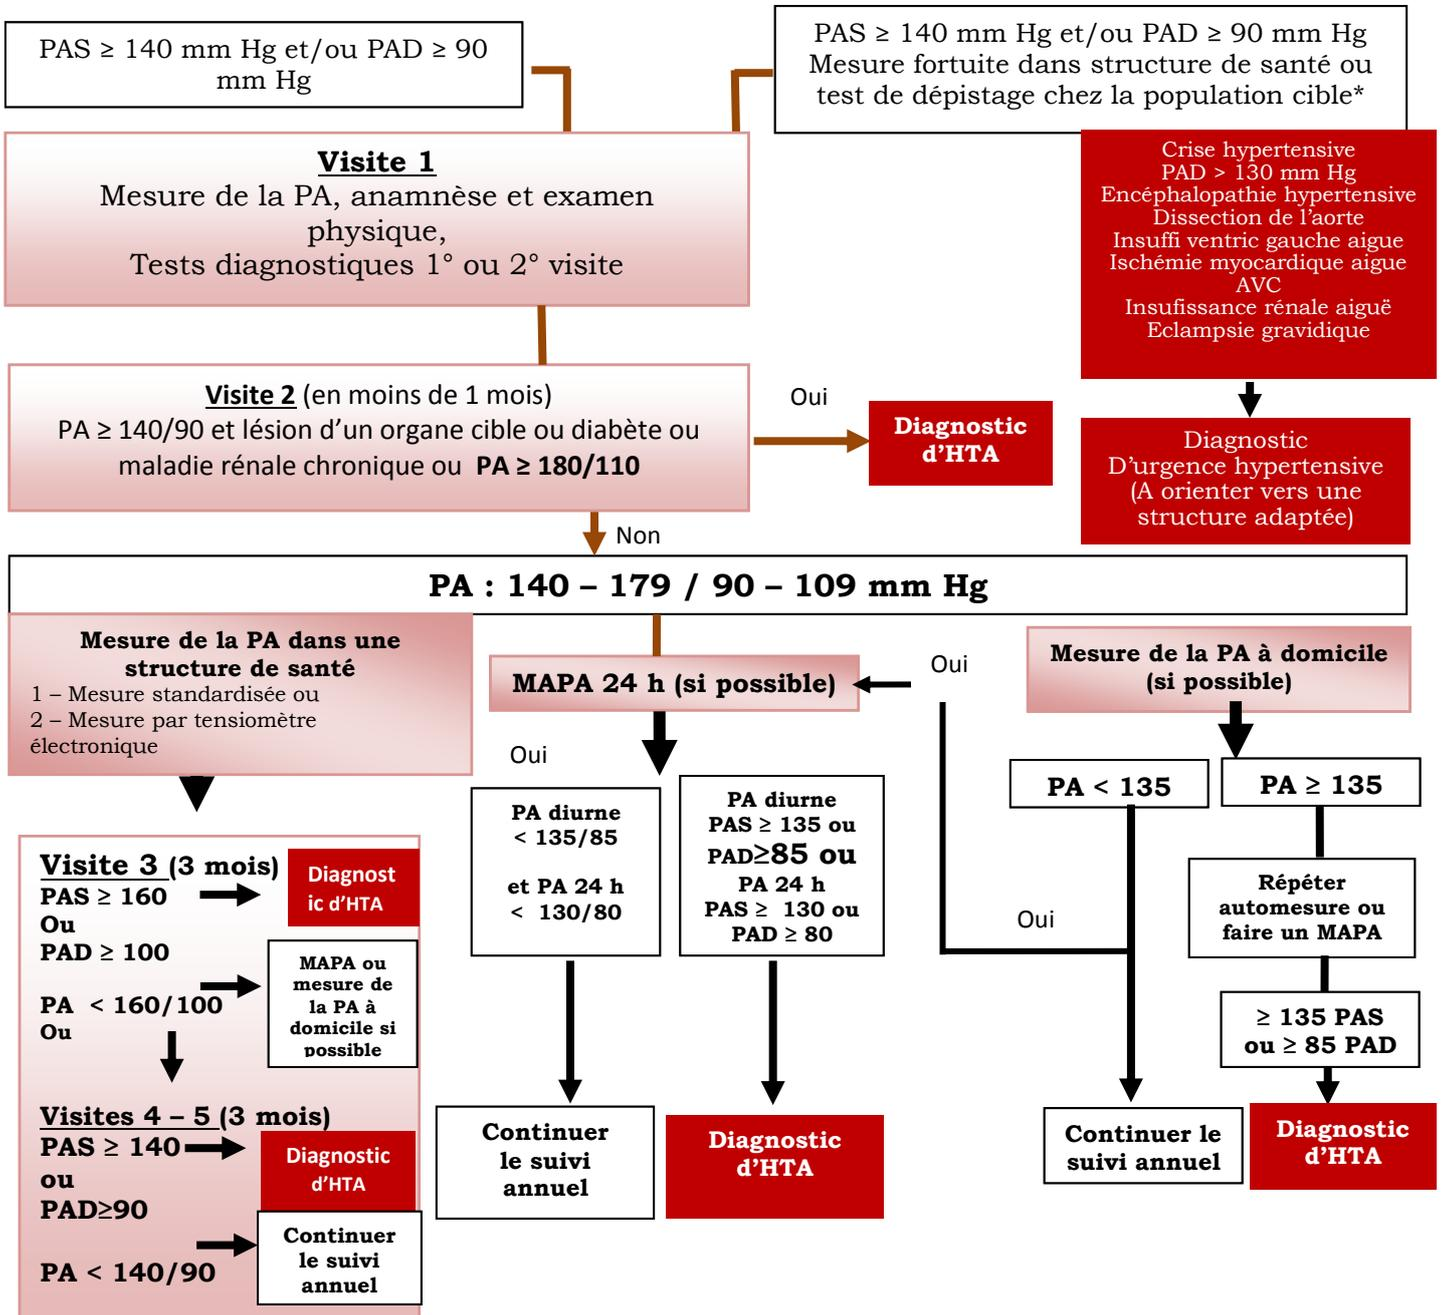 PAS ≥ 140 mm Hg et/ou PAD ≥ 90
mm Hg
PAS ≥ 140 mm Hg et/ou PAD ≥ 90 mm Hg
Mesure fortuite dans structure de santé ou
test de dépistage chez la population cible*
Visite 1
Mesure de la PA, anamnèse et examen
physique,
Tests diagnostiques 1° ou 2° visite
Crise hypertensive
PAD > 130 mm Hg
Encéphalopathie hypertensive
Dissection de l’aorte
Insuffi ventric gauche aigue
Ischémie myocardique aigue
AVC
Insufissance rénale aiguë
Eclampsie gravidique
Visite 2 (en moins de 1 mois)
PA ≥ 140/90 et lésion d’un organe cible ou diabète ou
maladie rénale chronique ou PA ≥ 180/110
Oui
Diagnostic
d’HTA
Diagnostic
D’urgence hypertensive
(A orienter vers une
structure adaptée)
Non
PA : 140 – 179 / 90 – 109 mm Hg
Mesure de la PA dans une
structure de santé
1 – Mesure standardisée ou
2 – Mesure par tensiomètre
électronique
MAPA 24 h (si possible)
Oui
Mesure de la PA à domicile
(si possible)
Oui
PA diurne
< 135/85
et PA 24 h
< 130/80
PA diurne
PAS ≥ 135 ou
PAD≥85 ou
PA 24 h
PAS ≥ 130 ou
PAD ≥ 80
PA < 135
PA ≥ 135
Répéter
automesure ou
faire un MAPA
Oui
≥ 135 PAS
ou ≥ 85 PAD
Visite 3 (3 mois)
PAS ≥ 160
Ou
PAD ≥ 100
Diagnost
ic d’HTA
PA < 160/100
Ou
MAPA ou
mesure de
la PA à
domicile si
possible
Visites 4 – 5 (3 mois)
PAS ≥ 140
ou
PAD≥90
Diagnostic
d’HTA
PA < 140/90
Continuer
le suivi
annuel
Continuer
le suivi
annuel
Diagnostic
d’HTA
Continuer le
suivi annuel
Diagnostic
d’HTA